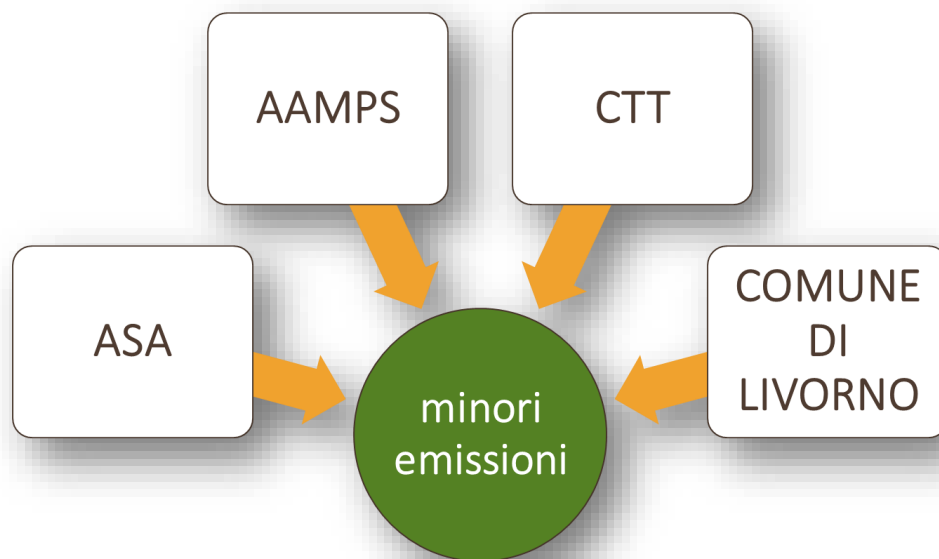 AAMPS
CTT
ASA
COMUNE
DI
LIVORNO
minori
emissioni